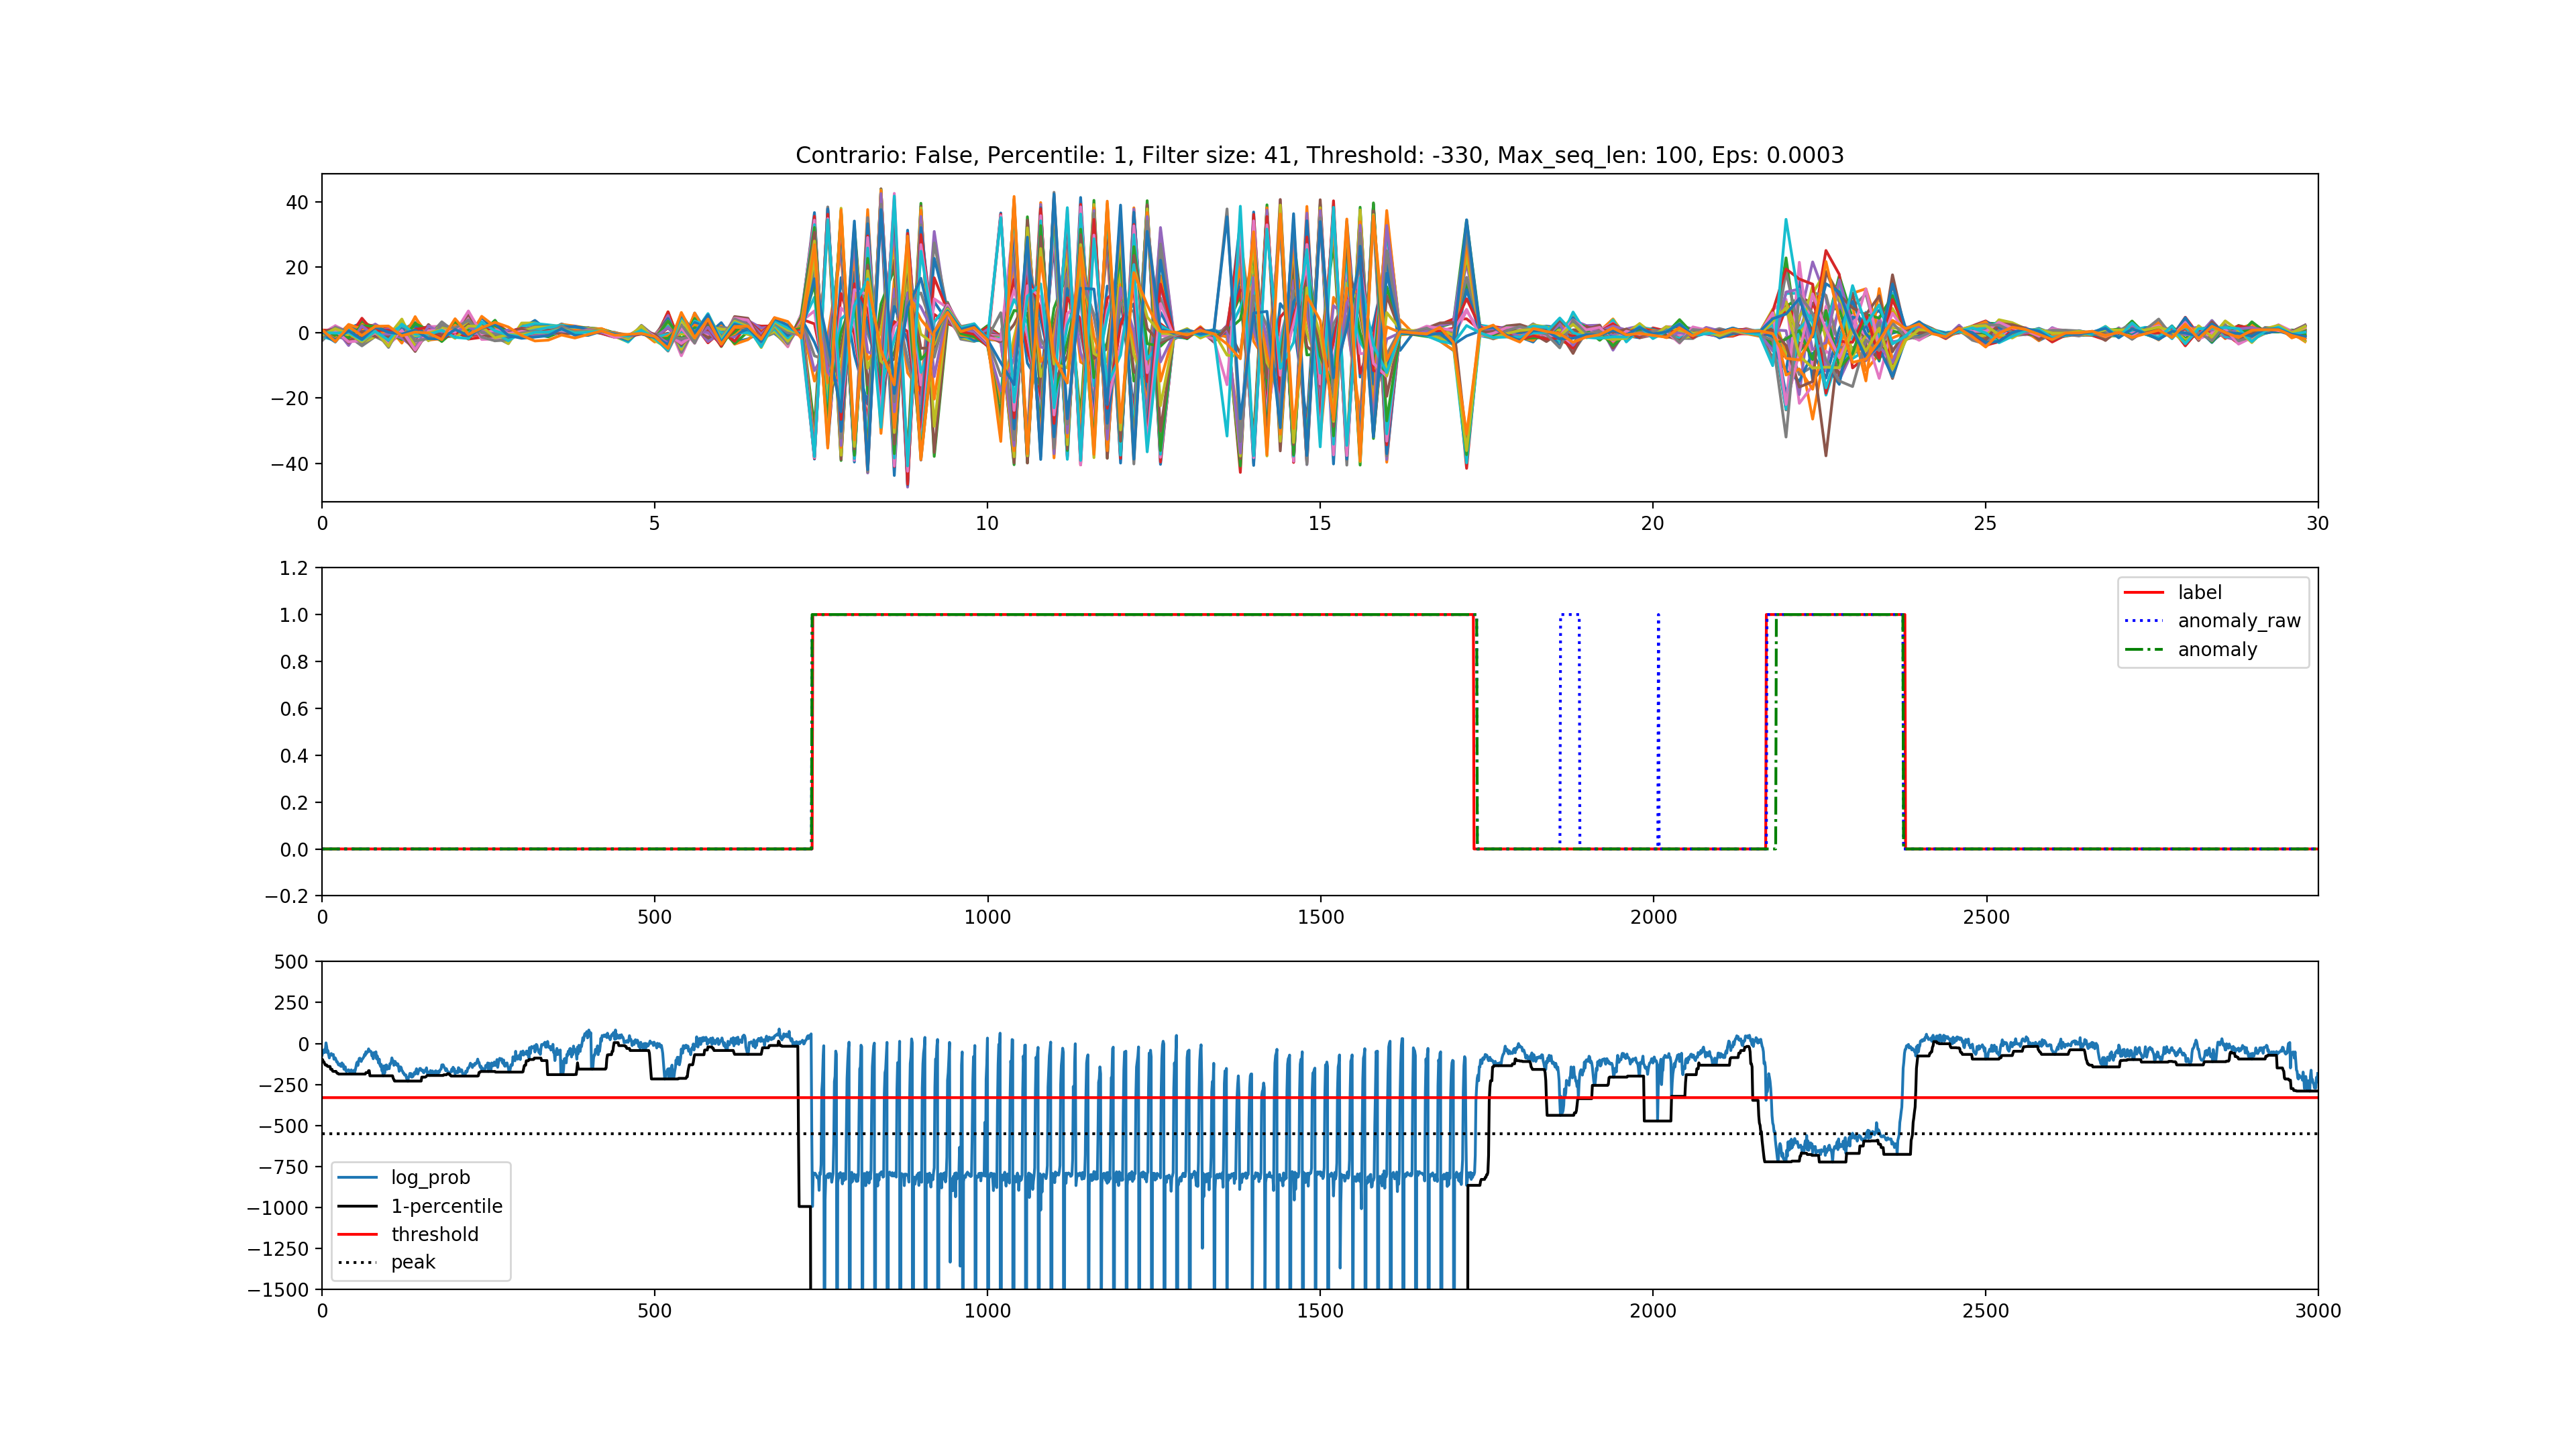 Contrario: False, Percentile: 1, Filter size: 41, Threshold: -330, Max_seq_len: 100, Eps: 0.0003
40
20
0
−20
−40
0 5 10 15 20 25 30
1.2
1.0
0.8
0.6
0.4
0.2
0.0
−0.2
label
anomaly_raw
anomaly
0 500 1000 1500 2000 2500
500
250
0
−250
−500
−750
−1000
−1250
−1500
log_prob
1-percentile
threshold
peak
0 500 1000 1500 2000 2500 3000